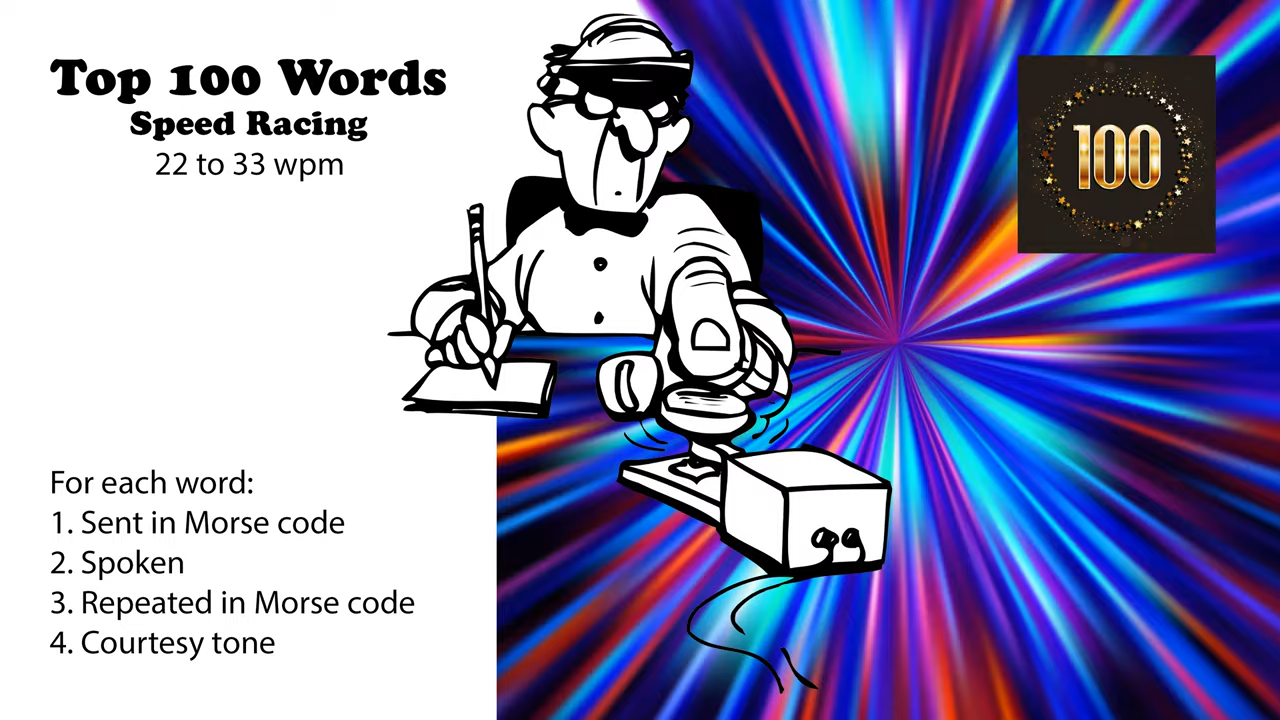 Top 100 Words
Speed Racing
22 to 33 wpm
100
For each word:
1. Sent in Morse code
2. Spoken
3. Repeated in Morse code
4. Courtesy tone